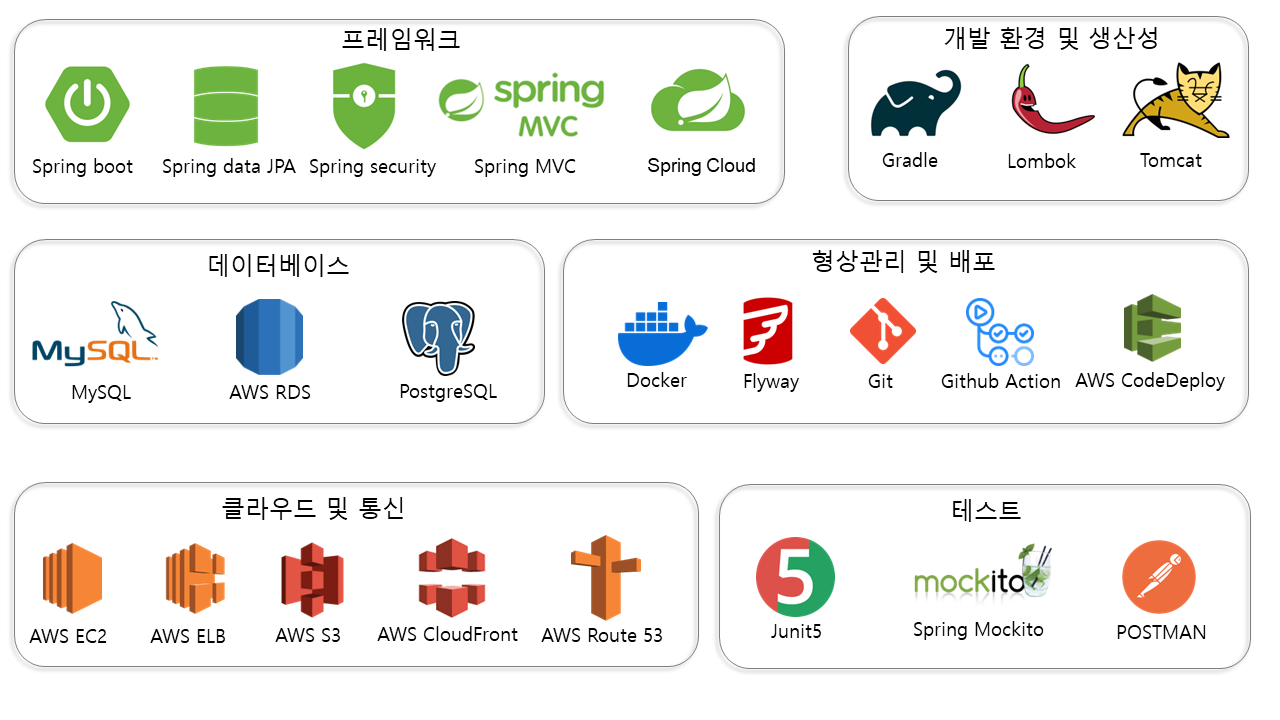 프레임워크
spring
MVC
Spring boot
Spring data JPA
Spring security
Spring MVC
Spring Cloud
개발 환경 및 생산성
Gradle
Lombok
Tomcat
데이터베이스
MySQL
MySQL
AWS RDS
PostgreSQL
형상관리 및 배포
Docker
Flyway
Git
Github Action
AWS CodeDeploy
클라우드 및 통신
AWS EC2
AWS ELB
AWS S3
AWS CloudFront
AWS Route 53
테스트
5
mockito
Junit5
Spring Mockito
POSTMAN